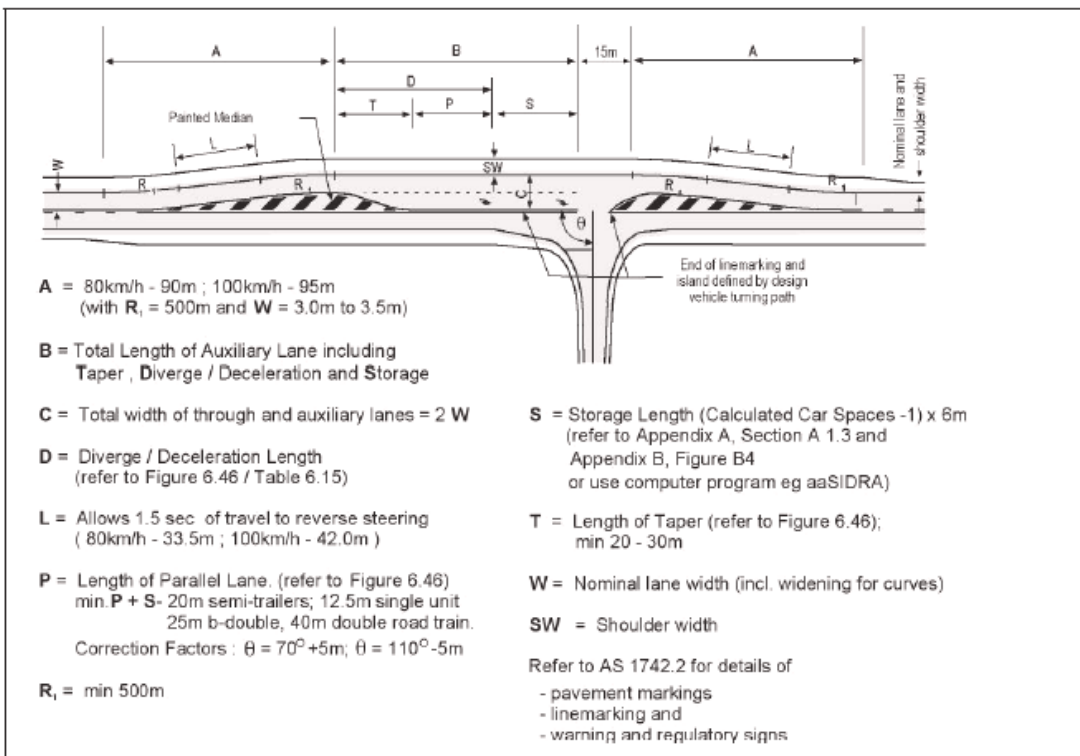 A
B
15m
A
D
T
P
S
Nominal lane and
shoulder width
Painted Median
L
L
W
SW
R₁
R₁
C
R₁
R₁
θ
End of linemarking and
island defined by design
vehicle turning path
A = 80km/h - 90m ; 100km/h - 95m
(with R₁ = 500m and W = 3.0m to 3.5m)
B = Total Length of Auxiliary Lane including
Taper , Diverge / Deceleration and Storage
C = Total width of through and auxiliary lanes = 2 W
D = Diverge / Deceleration Length
(refer to Figure 6.46 / Table 6.15)
L = Allows 1.5 sec of travel to reverse steering
( 80km/h - 33.5m ; 100km/h - 42.0m )
P = Length of Parallel Lane. (refer to Figure 6.46)
min.P + S- 20m semi-trailers; 12.5m single unit
25m b-double, 40m double road train.
Correction Factors : θ = 70° +5m; θ = 110° -5m
R₁ = min 500m
S = Storage Length (Calculated Car Spaces -1) x 6m
(refer to Appendix A, Section A 1.3 and
Appendix B, Figure B4
or use computer program eg aaSIDRA)
T = Length of Taper (refer to Figure 6.46);
min 20 - 30m
W = Nominal lane width (incl. widening for curves)
SW = Shoulder width
Refer to AS 1742.2 for details of
- pavement markings
- linemarking and
- warning and regulatory signs